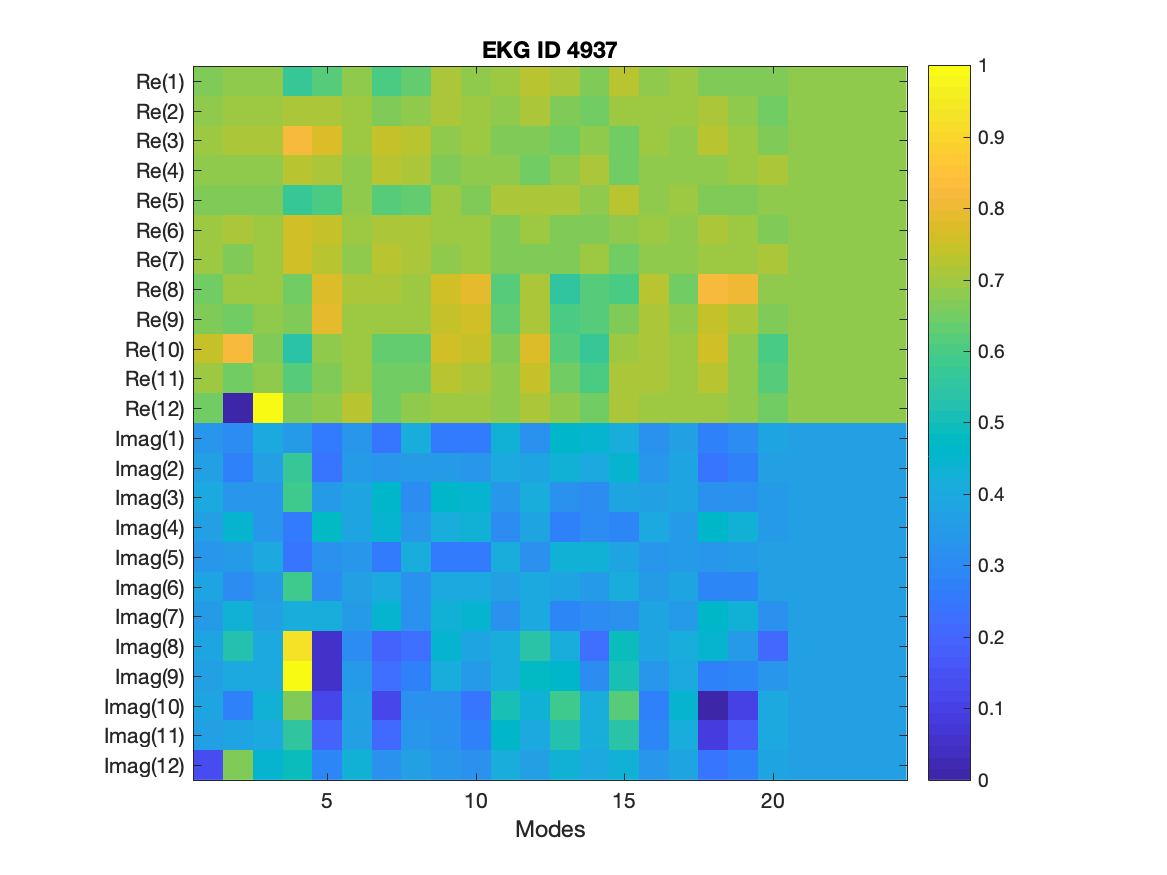 EKG ID 4937
Re(1)
Re(2)
Re(3)
Re(4)
Re(5)
Re(6)
Re(7)
Re(8)
Re(9)
Re(10)
Re(11)
Re(12)
Imag(1)
Imag(2)
Imag(3)
Imag(4)
Imag(5)
Imag(6)
Imag(7)
Imag(8)
Imag(9)
Imag(10)
Imag(11)
Imag(12)
5 10 15 20
Modes
1
0.9
0.8
0.7
0.6
0.5
0.4
0.3
0.2
0.1
0